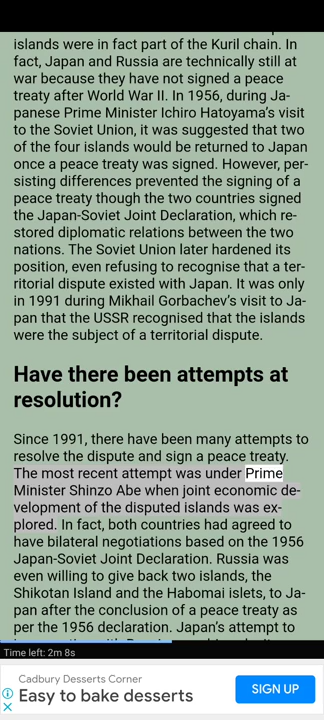 islands were in fact part of the Kuril chain. In
fact, Japan and Russia are technically still at
war because they have not signed a peace
treaty after World War II. In 1956, during Ja-
panese Prime Minister Ichiro Hatoyama's visit
to the Soviet Union, it was suggested that two
of the four islands would be returned to Japan
once a peace treaty was signed. However, per-
sisting differences prevented the signing of a
peace treaty though the two countries signed
the Japan-Soviet Joint Declaration, which re-
stored diplomatic relations between the two
nations. The Soviet Union later hardened its
position, even refusing to recognise that a ter-
ritorial dispute existed with Japan. It was only
in 1991 during Mikhail Gorbachev's visit to Ja-
pan that the USSR recognised that the islands
were the subject of a territorial dispute.
Have there been attempts at
resolution?
Since 1991, there have been many attempts to
resolve the dispute and sign a peace treaty.
The most recent attempt was under Prime
Minister Shinzo Abe when joint economic de-
velopment of the disputed islands was ex-
plored. In fact, both countries had agreed to
have bilateral negotiations based on the 1956
Japan-Soviet Joint Declaration. Russia was
even willing to give back two islands, the
Shikotan Island and the Habomai islets, to Ja-
pan after the conclusion of a peace treaty as
per the 1956 declaration. Japan's attempt to
Time left: 2m 8s
Cadbury Desserts Corner
Easy to bake desserts
SIGN UP